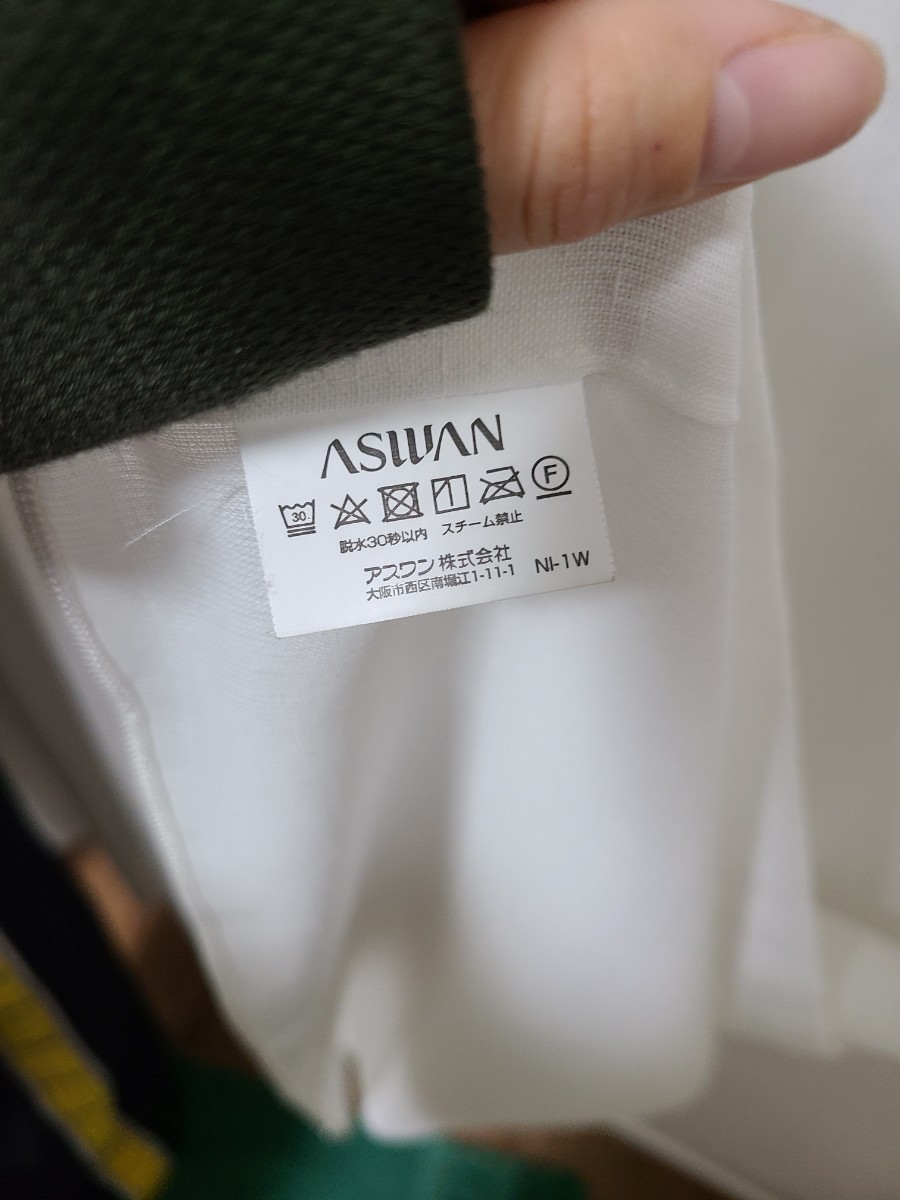 ASWAN
30
F
脱水30秒以内 スチーム禁止
アスワン 株式会社
大阪市西区南堀江1-11-1 NI-1W